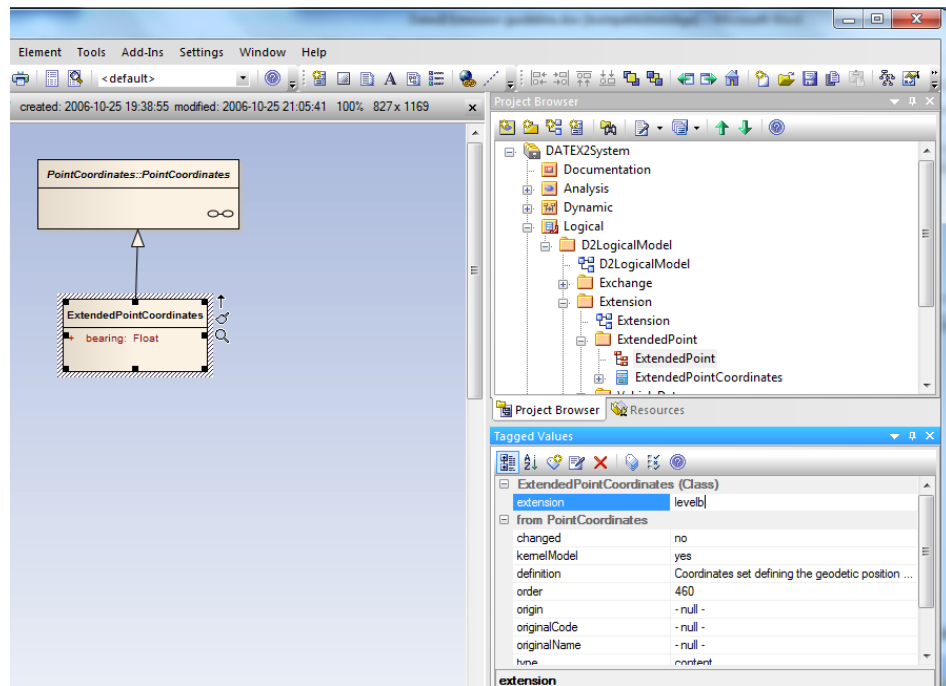 Element Tools Add-Ins Settings Window Help
<default>
created: 2006-10-25 19:38:55 modified: 2006-10-25 21:05:41 100% 827 x 1169
PointCoordinates::PointCoordinates
ExtendedPointCoordinates
+ bearing: Float
Project Browser
DATEX2System
Documentation
Analysis
Dynamic
Logical
D2LogicalModel
D2LogicalModel
Exchange
Extension
Extension
ExtendedPoint
ExtendedPoint
ExtendedPointCoordinates
Project Browser Resources
Tagged Values
ExtendedPointCoordinates (Class)
extension levelb
from PointCoordinates
changed no
kernelModel yes
definition Coordinates set defining the geodetic position ...
order 460
origin - null -
originalCode - null -
originalName - null -
type content
extension